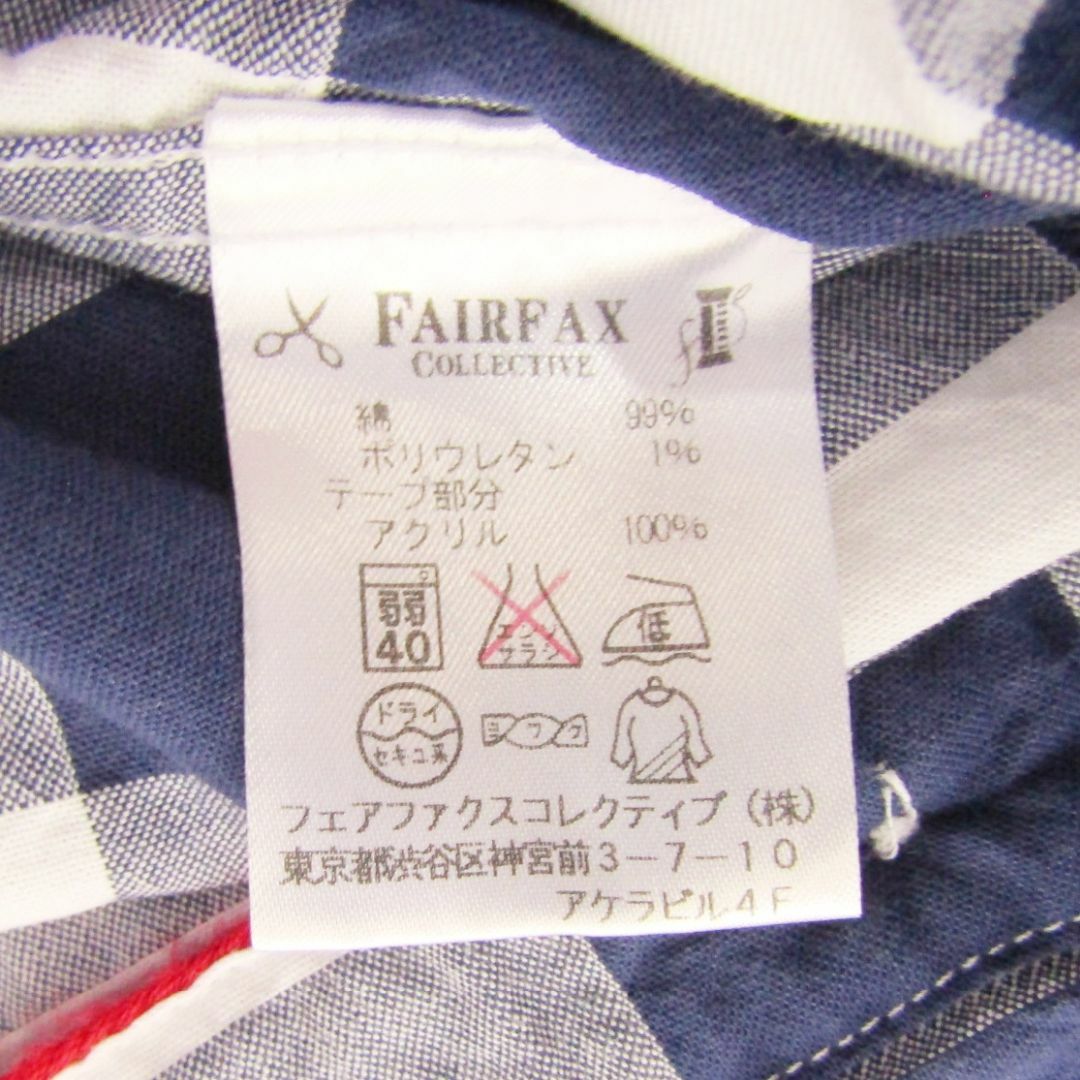 FAIRFAX
COLLECTIVE
綿 99%
ポリウレタン 1%
テープ部分
アクリル 100%
弱
40
エンソ
サラシ
低
ドライ
セキユ系
ヨワク
フェアファクスコレクティブ（株）
東京都渋谷区神宮前3-7-10
アケラビル4F